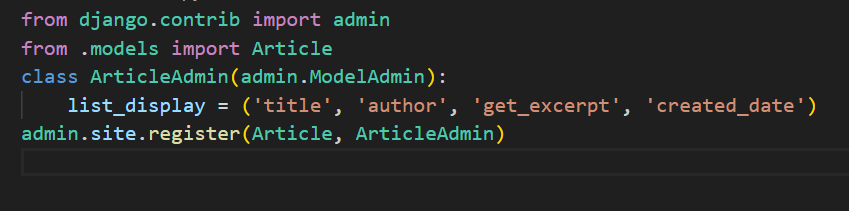 from django.contrib import admin
from .models import Article
class ArticleAdmin(admin.ModelAdmin):
    list_display = ('title', 'author', 'get_excerpt', 'created_date')
admin.site.register(Article, ArticleAdmin)